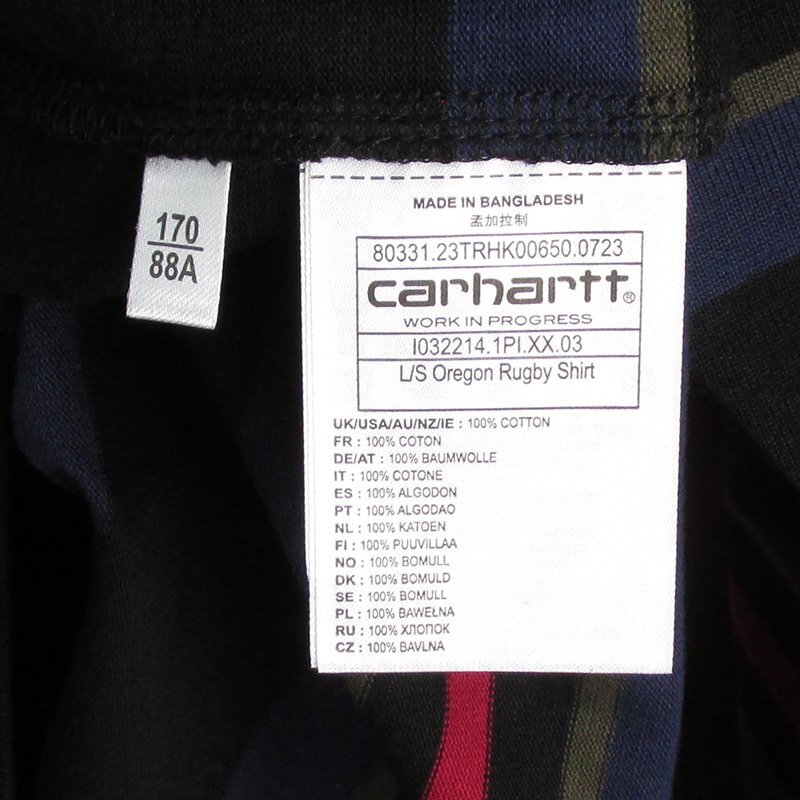 170
88A
MADE IN BANGLADESH
孟加拉制
80331.23TRHK00650.0723
carhartt®
WORK IN PROGRESS
I032214.1PI.XX.03
L/S Oregon Rugby Shirt
UK/USA/AU/NZ/IE : 100% COTTON
FR : 100% COTON
DE/AT : 100% BAUMWOLLE
IT : 100% COTONE
ES : 100% ALGODON
PT : 100% ALGODAO
NL : 100% KATOEN
FI : 100% PUUVILLAA
NO : 100% BOMULL
DK : 100% BOMULD
SE : 100% BOMULL
PL : 100% BAWEŁNA
RU : 100% ХЛОПОК
CZ : 100% BAVLNA